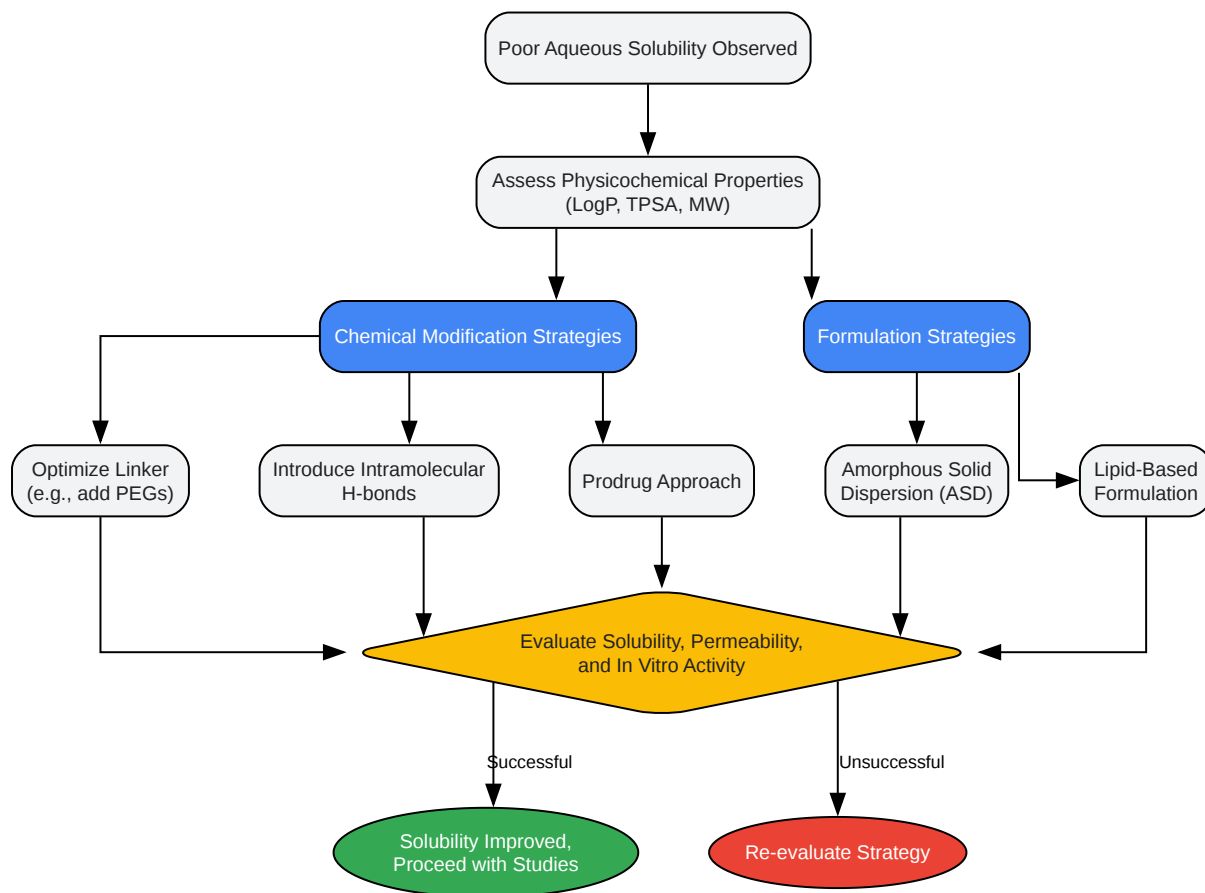 Poor Aqueous Solubility Observed
Assess Physicochemical Properties
(LogP, TPSA, MW)
Chemical Modification Strategies
Formulation Strategies
Optimize Linker
(e.g., add PEGs)
Introduce Intramolecular
H-bonds
Prodrug Approach
Amorphous Solid
Dispersion (ASD)
Lipid-Based
Formulation
Evaluate Solubility, Permeability,
and In Vitro Activity
Successful
Unsuccessful
Solubility Improved,
Proceed with Studies
Re-evaluate Strategy